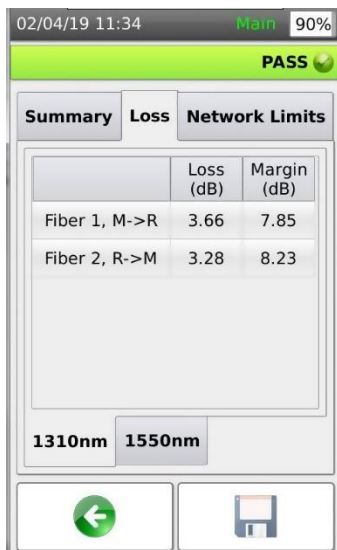 02/04/19 11:34 Main 90%
PASS
Summary Loss Network Limits
Loss (dB) Margin (dB)
Fiber 1, M->R 3.66 7.85
Fiber 2, R->M 3.28 8.23
1310nm 1550nm